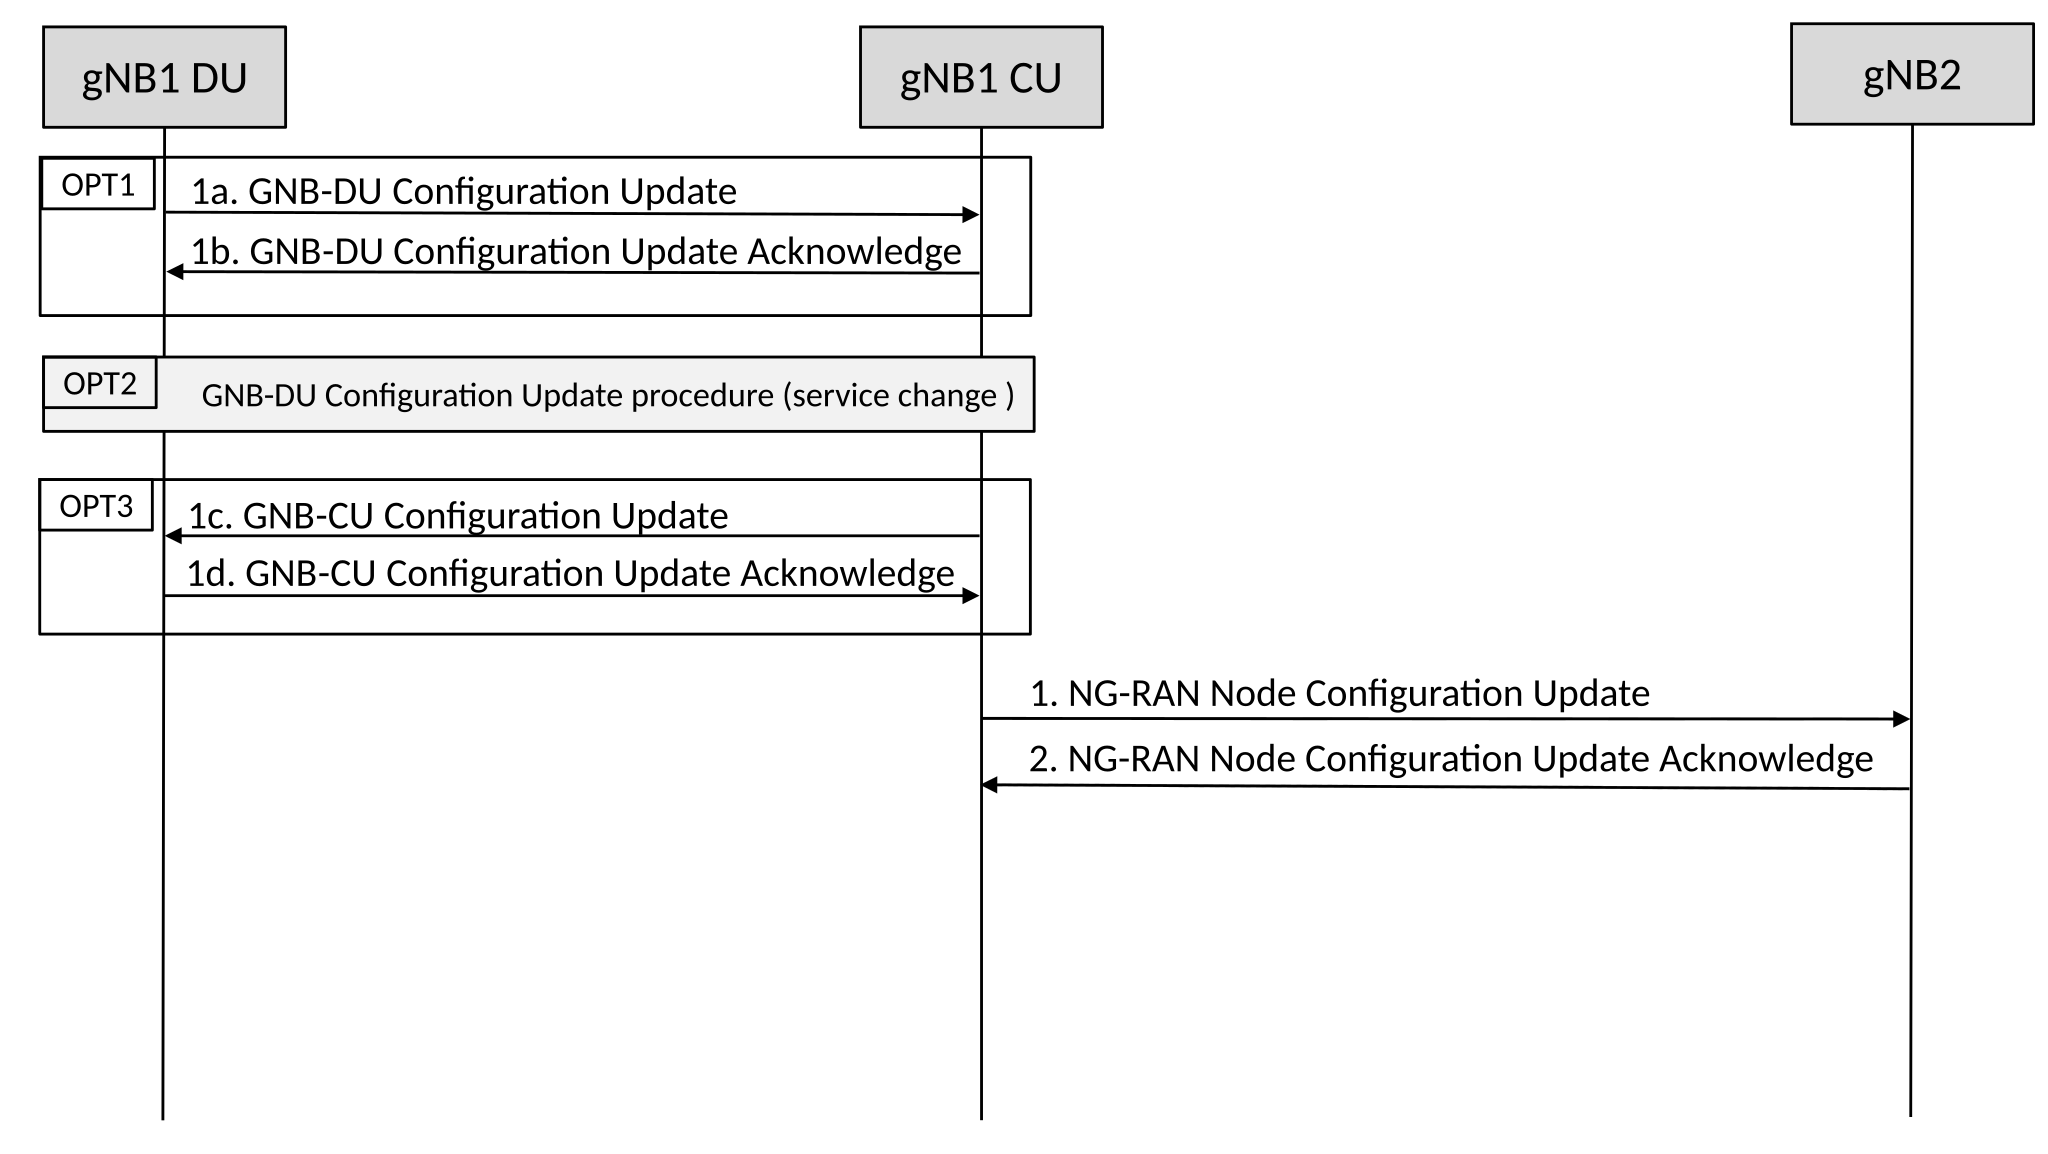 gNB1 DU
gNB1 CU
gNB2
OPT1
1a. GNB-DU Configuration Update
1b. GNB-DU Configuration Update Acknowledge
OPT2
GNB-DU Configuration Update procedure (service change )
OPT3
1c. GNB-CU Configuration Update
1d. GNB-CU Configuration Update Acknowledge
1. NG-RAN Node Configuration Update
2. NG-RAN Node Configuration Update Acknowledge